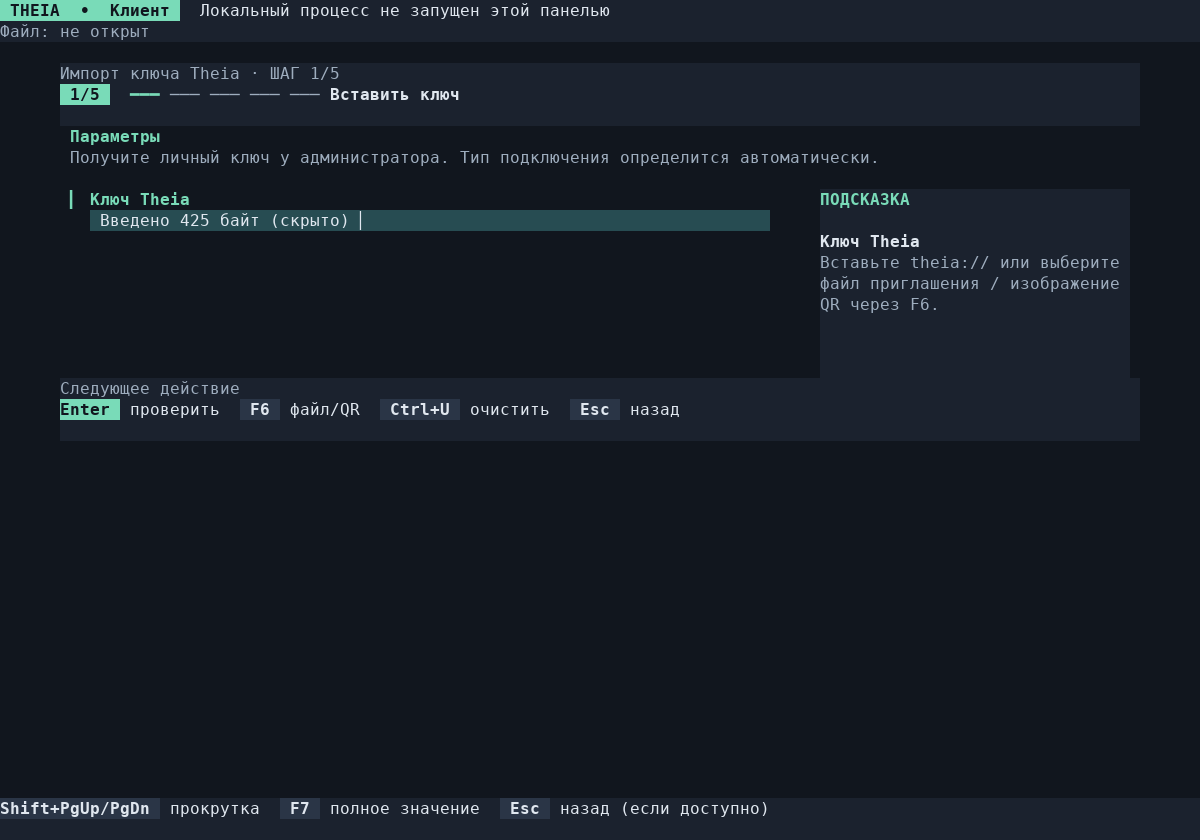 THEIA • Клиент Локальный процесс не запущен этой панелью
Файл: не открыт
Импорт ключа Theia · ШАГ 1/5
1/5 ━━━ ─── ─── ─── ─── Вставить ключ
Параметры
Получите личный ключ у администратора. Тип подключения определится автоматически.
Ключ Theia
Введено 425 байт (скрыто)
ПОДСКАЗКА
Ключ Theia
Вставьте theia:// или выберите
файл приглашения / изображение
QR через F6.
Следующее действие
Enter проверить F6 файл/QR Ctrl+U очистить Esc назад
Shift+PgUp/PgDn прокрутка F7 полное значение Esc назад (если доступно)